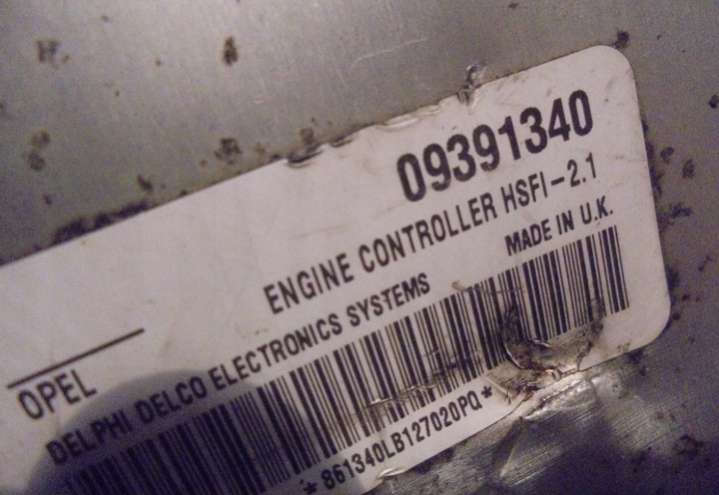 09391340
ENGINE CONTROLLER HSFI-2.1
OPEL
DELPHI DELCO ELECTRONICS SYSTEMS
MADE IN U.K.
*861340LB127020PQ*